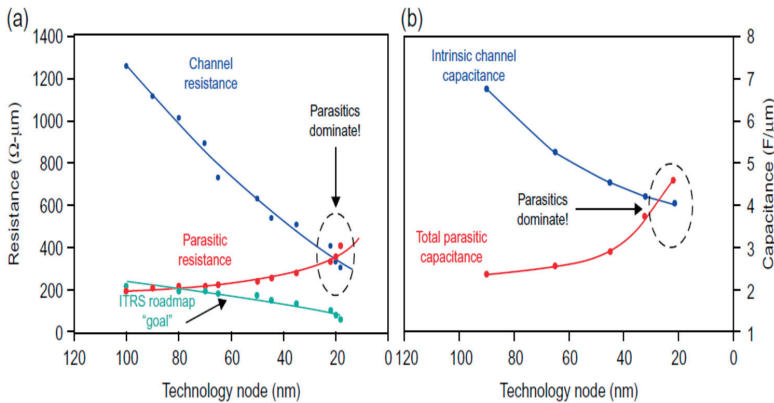 (a)
1400
1200
1000
800
600
400
200
0
Resistance (Ω-μm)
Channel
resistance
Parasitics
dominate!
Parasitic
resistance
ITRS roadmap
“goal”
120
100
80
60
40
20
0
Technology node (nm)
(b)
Intrinsic channel
capacitance
Parasitics
dominate!
Total parasitic
capacitance
8
7
6
5
4
3
2
1
Capacitance (F/μm)
120
100
80
60
40
20
0
Technology node (nm)